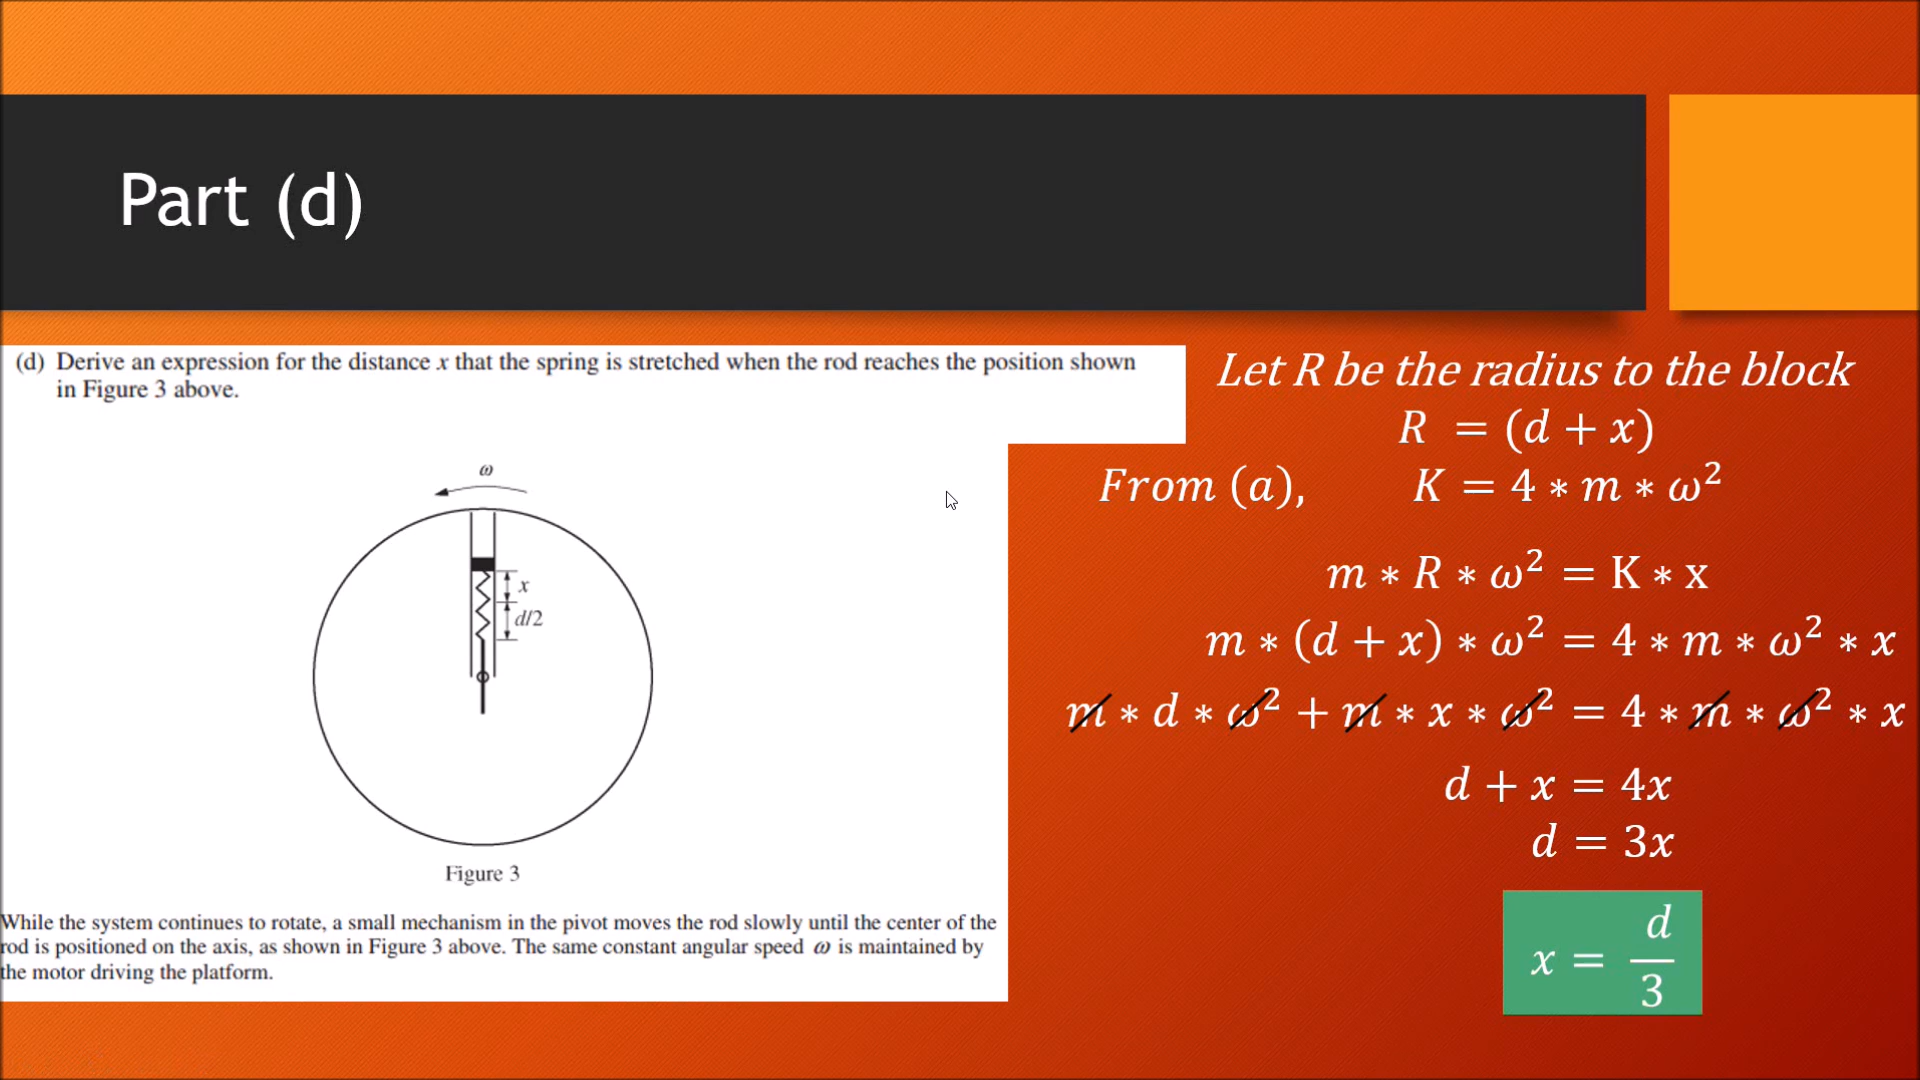 Part (d)
(d) Derive an expression for the distance x that the spring is stretched when the rod reaches the position shown
in Figure 3 above.
ω
x
d/2
Figure 3
While the system continues to rotate, a small mechanism in the pivot moves the rod slowly until the center of the
rod is positioned on the axis, as shown in Figure 3 above. The same constant angular speed ω is maintained by
the motor driving the platform.
Let R be the radius to the block
R = (d + x)
From (a), K = 4 * m * ω²
m * R * ω² = K * x
m * (d + x) * ω² = 4 * m * ω² * x
m * d * ω² + m * x * ω² = 4 * m * ω² * x
d + x = 4x
d = 3x
x = d/3